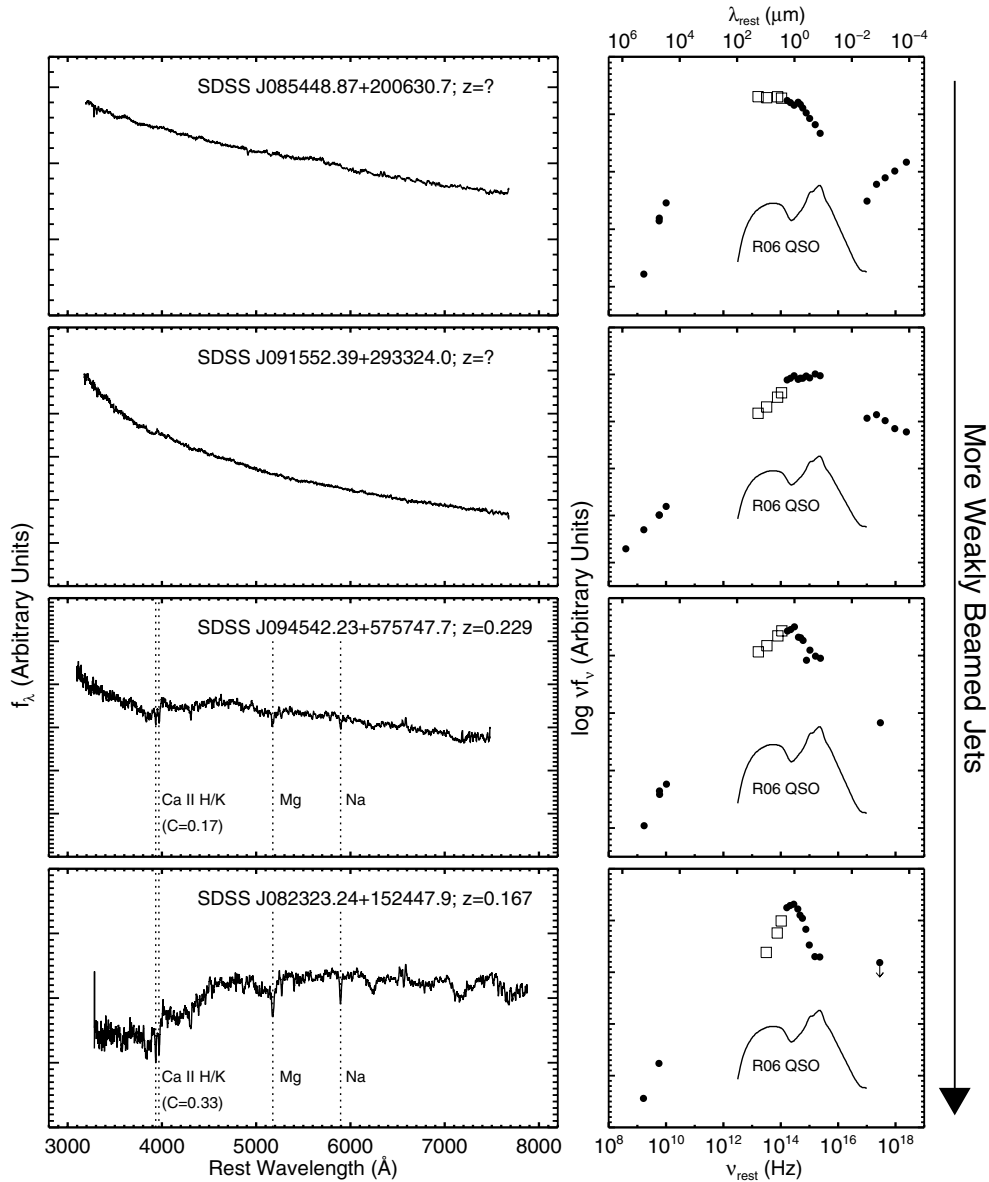 λrest (μm)
10^6 10^4 10^2 10^0 10^-2 10^-4
SDSS J085448.87+200630.7; z=?
R06 QSO
SDSS J091552.39+293324.0; z=?
R06 QSO
SDSS J094542.23+575747.7; z=0.229
Ca II H/K
(C=0.17)
Mg
Na
R06 QSO
SDSS J082323.24+152447.9; z=0.167
Ca II H/K
(C=0.33)
Mg
Na
R06 QSO
fλ (Arbitrary Units)
log νfν (Arbitrary Units)
More Weakly Beamed Jets
3000 4000 5000 6000 7000 8000
Rest Wavelength (Å)
10^8 10^10 10^12 10^14 10^16 10^18
νrest (Hz)